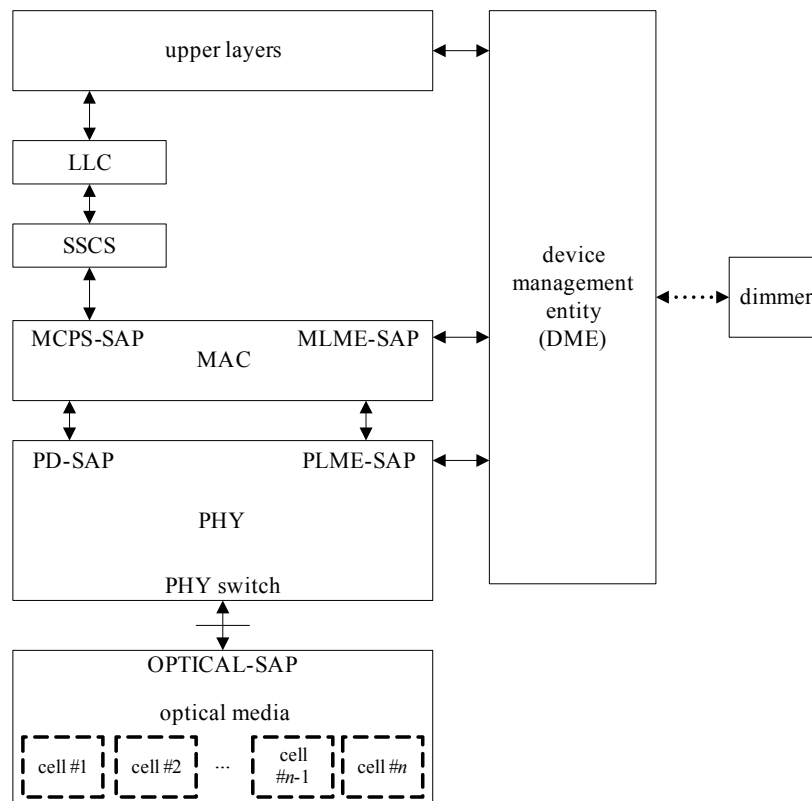 upper layers
LLC
SSCS
device
management
entity
(DME)
dimmer
MCPS-SAP MLME-SAP
MAC
PD-SAP PLME-SAP
PHY
PHY switch
OPTICAL-SAP
optical media
cell #1 cell #2 ... cell
#n-1 cell #n